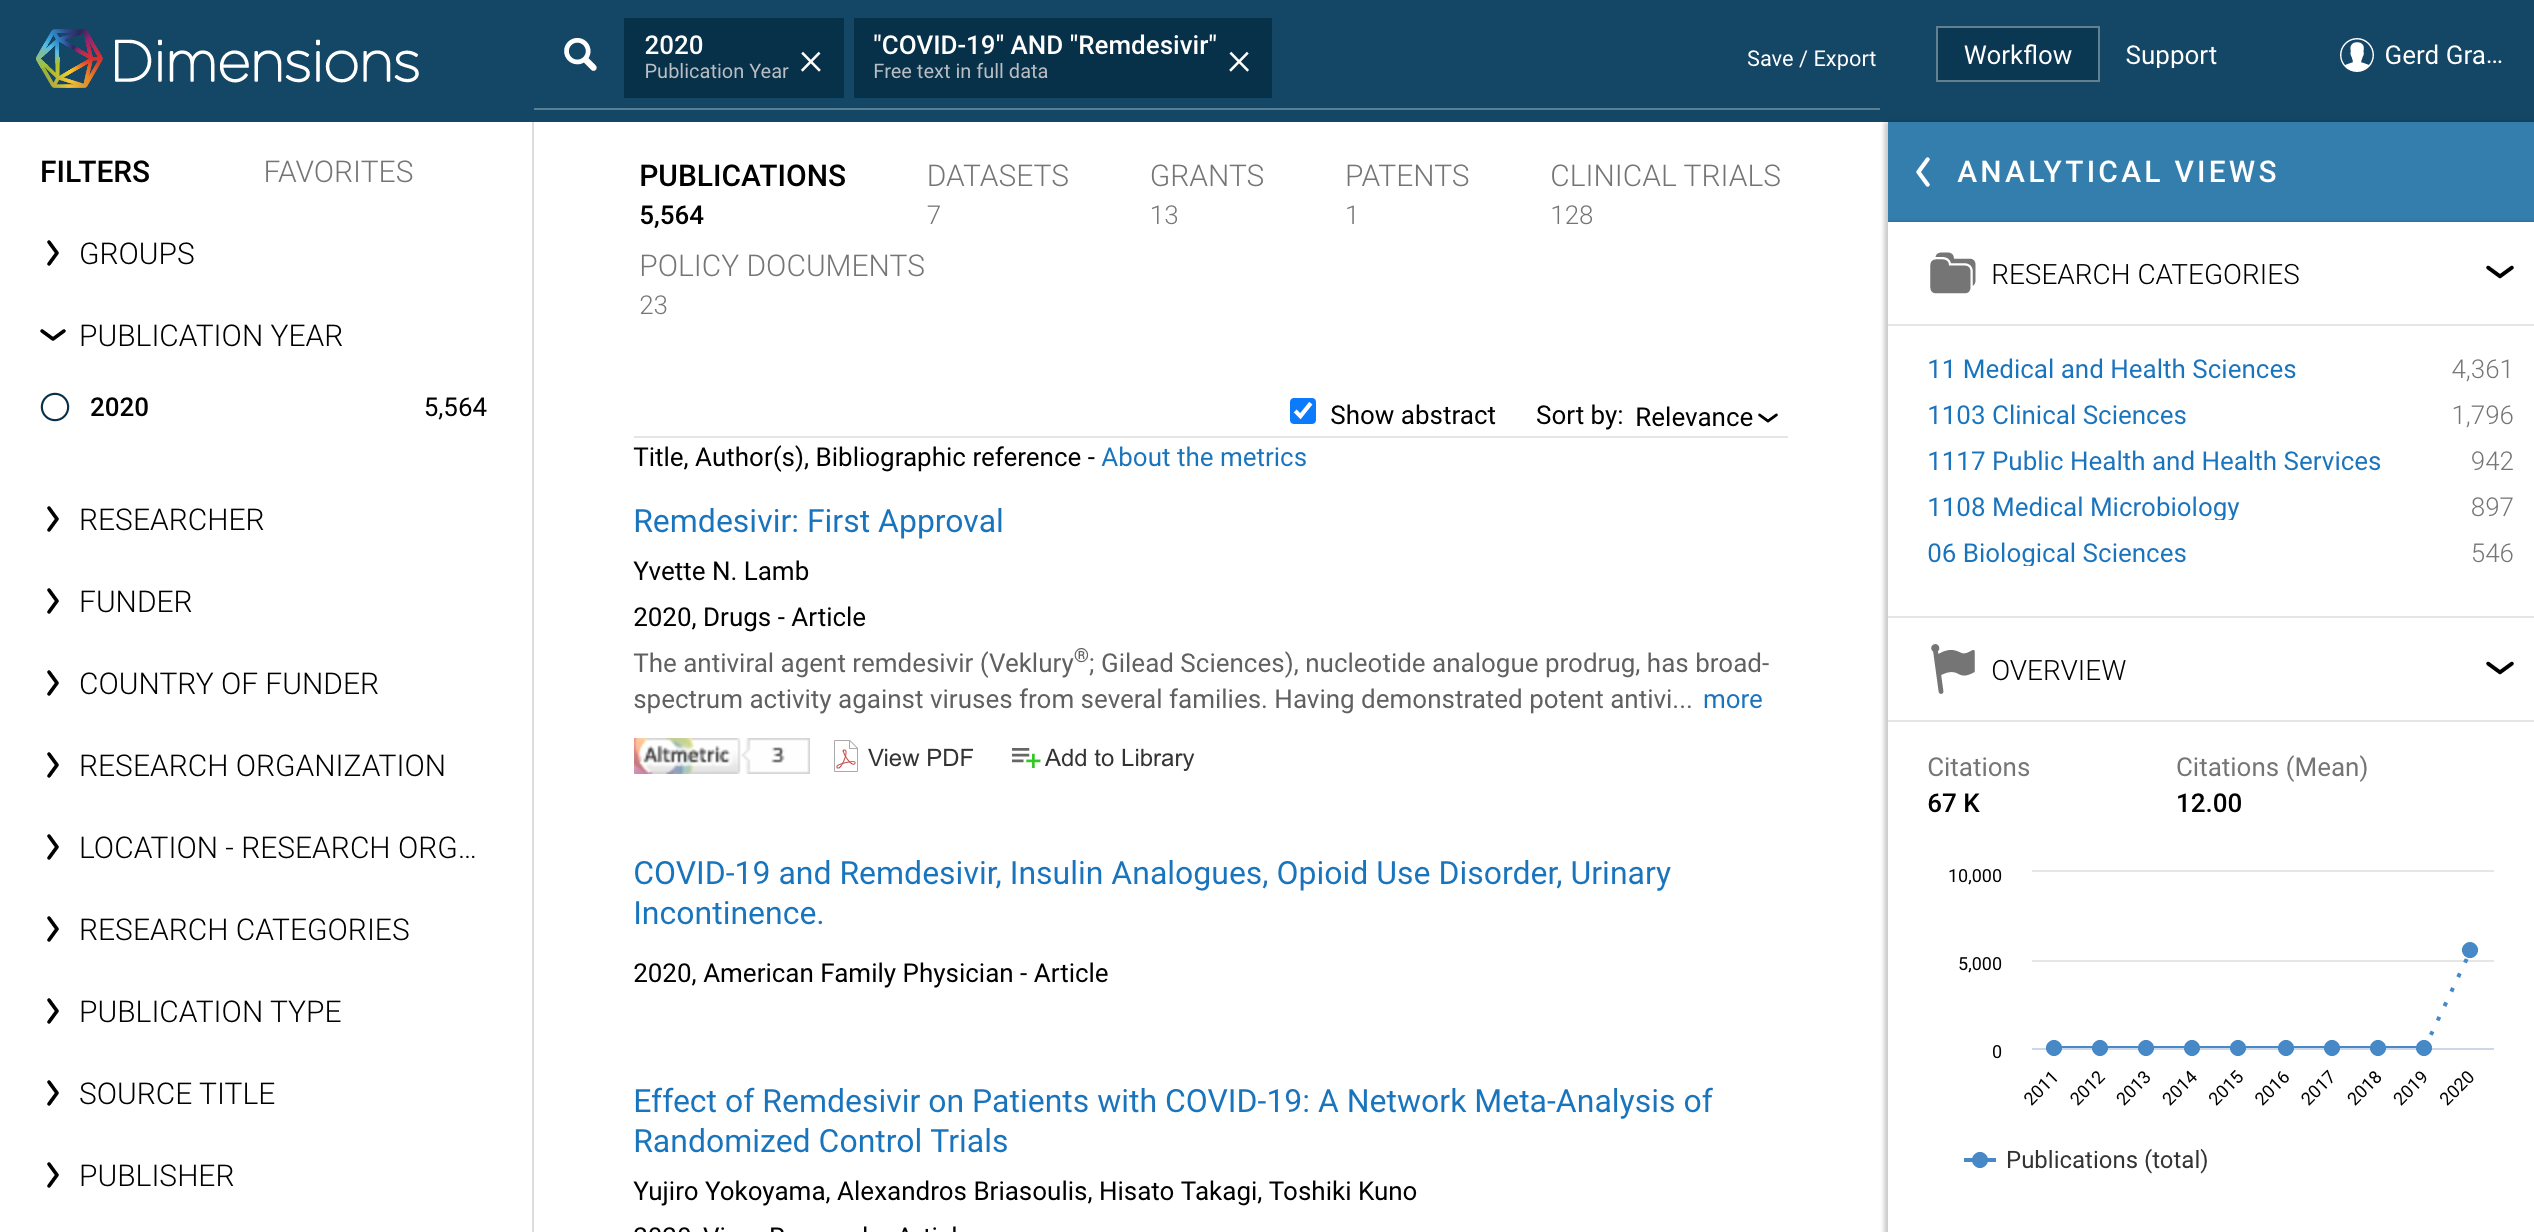 Dimensions
2020
Publication Year
"COVID-19" AND "Remdesivir"
Free text in full data
Save / Export
Workflow
Support
Gerd Gra...
FILTERS
FAVORITES
GROUPS
PUBLICATION YEAR
2020 5,564
RESEARCHER
FUNDER
COUNTRY OF FUNDER
RESEARCH ORGANIZATION
LOCATION - RESEARCH ORG...
RESEARCH CATEGORIES
PUBLICATION TYPE
SOURCE TITLE
PUBLISHER
PUBLICATIONS DATASETS GRANTS PATENTS CLINICAL TRIALS
5,564 7 13 1 128
POLICY DOCUMENTS
23
Show abstract Sort by: Relevance
Title, Author(s), Bibliographic reference - About the metrics
Remdesivir: First Approval
Yvette N. Lamb
2020, Drugs - Article
The antiviral agent remdesivir (Veklury®; Gilead Sciences), nucleotide analogue prodrug, has broad-
spectrum activity against viruses from several families. Having demonstrated potent antivi... more
Altmetric 3 View PDF Add to Library
COVID-19 and Remdesivir, Insulin Analogues, Opioid Use Disorder, Urinary
Incontinence.
2020, American Family Physician - Article
Effect of Remdesivir on Patients with COVID-19: A Network Meta-Analysis of
Randomized Control Trials
Yujiro Yokoyama, Alexandros Briasoulis, Hisato Takagi, Toshiki Kuno
ANALYTICAL VIEWS
RESEARCH CATEGORIES
11 Medical and Health Sciences 4,361
1103 Clinical Sciences 1,796
1117 Public Health and Health Services 942
1108 Medical Microbiology 897
06 Biological Sciences 546
OVERVIEW
Citations Citations (Mean)
67 K 12.00
10,000
5,000
0
2011 2012 2013 2014 2015 2016 2017 2018 2019 2020
Publications (total)